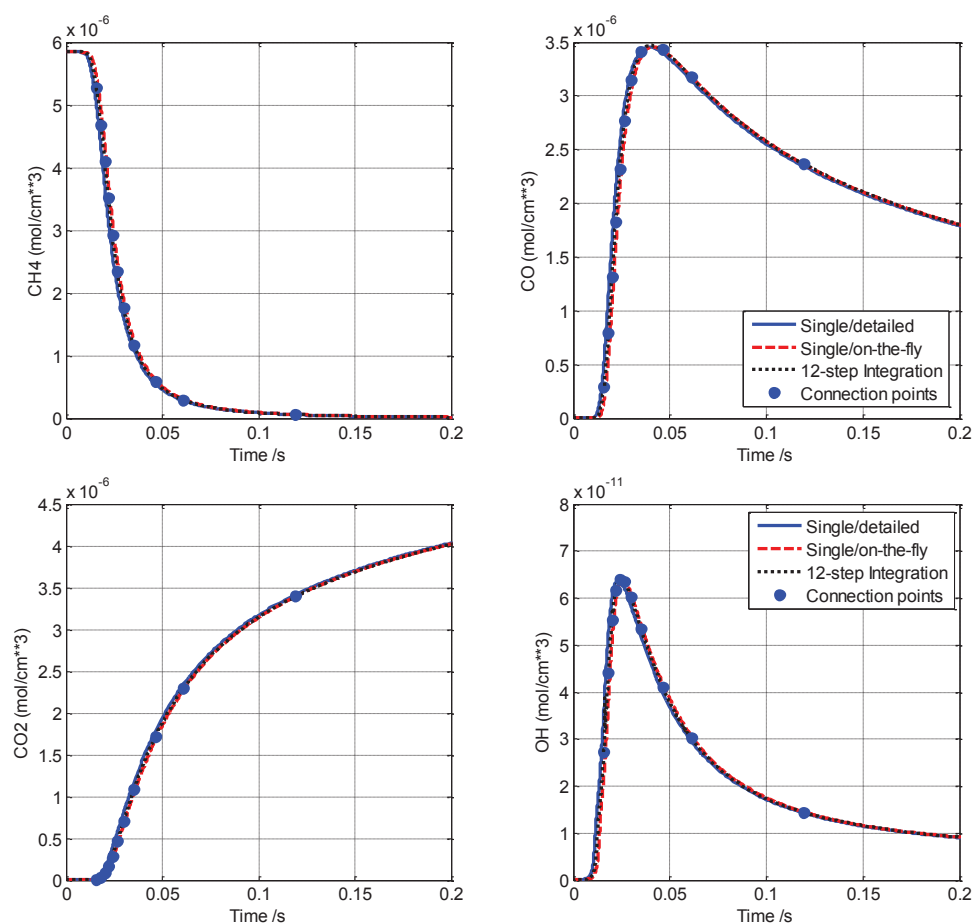 x 10-6
6
5
4
3
2
1
0
CH4 (mol/cm**3)
0
0.05
0.1
0.15
0.2
Time /s
x 10-6
3.5
3
2.5
2
1.5
1
0.5
0
CO (mol/cm**3)
Single/detailed
Single/on-the-fly
12-step Integration
Connection points
0
0.05
0.1
0.15
0.2
Time /s
x 10-6
4.5
4
3.5
3
2.5
2
1.5
1
0.5
0
CO2 (mol/cm**3)
0
0.05
0.1
0.15
0.2
Time /s
x 10-11
8
7
6
5
4
3
2
1
0
OH (mol/cm**3)
Single/detailed
Single/on-the-fly
12-step Integration
Connection points
0
0.05
0.1
0.15
0.2
Time /s